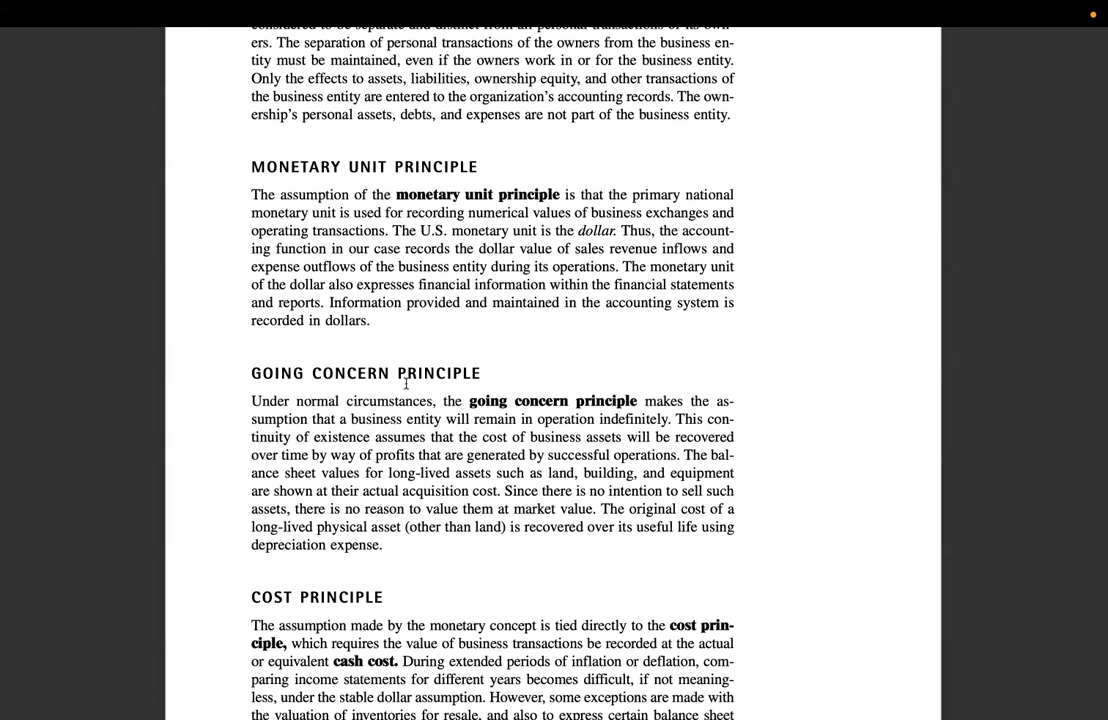 ers. The separation of personal transactions of the owners from the business en-
tity must be maintained, even if the owners work in or for the business entity.
Only the effects to assets, liabilities, ownership equity, and other transactions of
the business entity are entered to the organization's accounting records. The own-
ership's personal assets, debts, and expenses are not part of the business entity.
MONETARY UNIT PRINCIPLE
The assumption of the monetary unit principle is that the primary national
monetary unit is used for recording numerical values of business exchanges and
operating transactions. The U.S. monetary unit is the dollar. Thus, the account-
ing function in our case records the dollar value of sales revenue inflows and
expense outflows of the business entity during its operations. The monetary unit
of the dollar also expresses financial information within the financial statements
and reports. Information provided and maintained in the accounting system is
recorded in dollars.
GOING CONCERN PRINCIPLE
Under normal circumstances, the going concern principle makes the as-
sumption that a business entity will remain in operation indefinitely. This con-
tinuity of existence assumes that the cost of business assets will be recovered
over time by way of profits that are generated by successful operations. The bal-
ance sheet values for long-lived assets such as land, building, and equipment
are shown at their actual acquisition cost. Since there is no intention to sell such
assets, there is no reason to value them at market value. The original cost of a
long-lived physical asset (other than land) is recovered over its useful life using
depreciation expense.
COST PRINCIPLE
The assumption made by the monetary concept is tied directly to the cost prin-
ciple, which requires the value of business transactions be recorded at the actual
or equivalent cash cost. During extended periods of inflation or deflation, com-
paring income statements for different years becomes difficult, if not meaning-
less, under the stable dollar assumption. However, some exceptions are made with
the valuation of inventories for resale, and also to express certain balance sheet